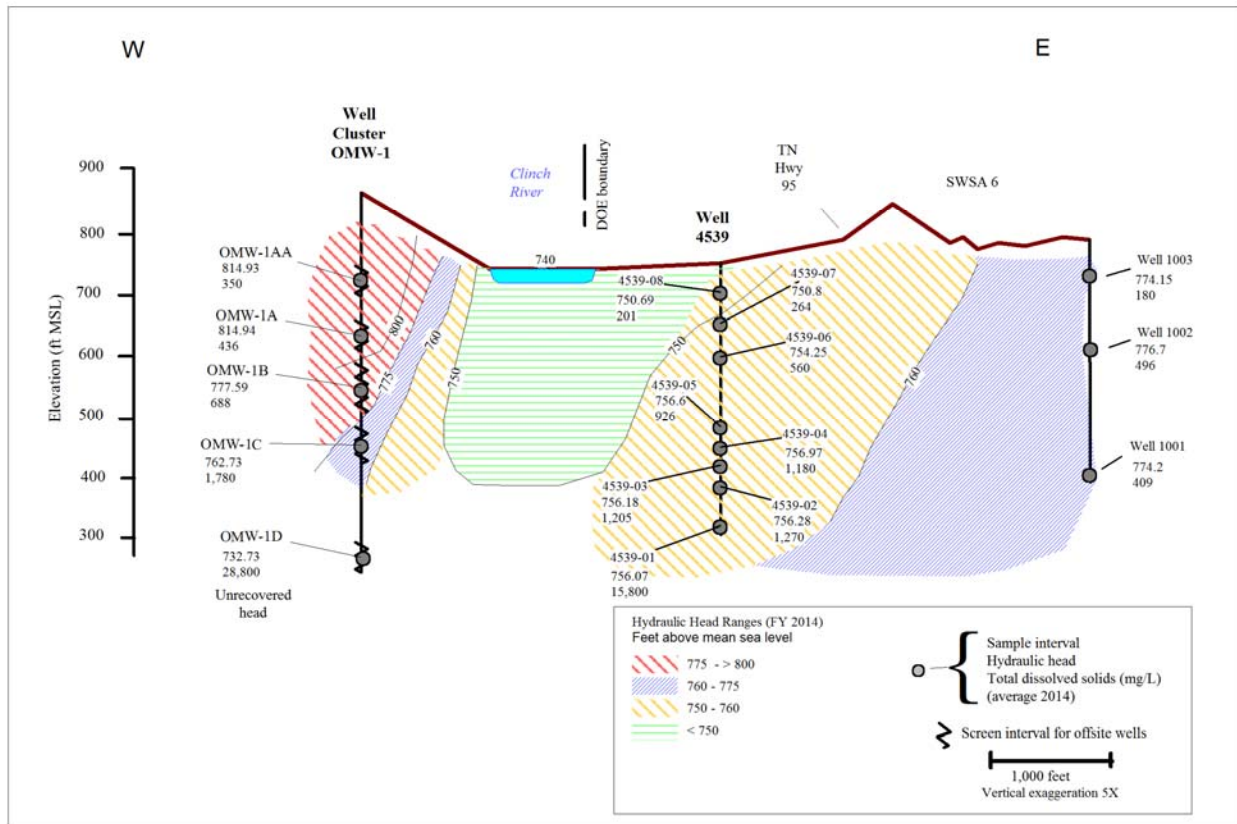 W
E
Well
Cluster
OMW-1
Clinch
River
DOE boundary
TN
Hwy
95
SWSA 6
Well
4539
Elevation (ft MSL)
900
800
700
600
500
400
300
740
OMW-1AA
814.93
350
OMW-1A
814.94
436
OMW-1B
777.59
688
OMW-1C
762.73
1,780
OMW-1D
732.73
28,800
Unrecovered
head
800
775
760
750
750
760
4539-08
750.69
201
4539-07
750.8
264
4539-06
754.25
560
4539-05
756.6
926
4539-04
756.97
1,180
4539-03
756.18
1,205
4539-02
756.28
1,270
4539-01
756.07
15,800
Well 1003
774.15
180
Well 1002
776.7
496
Well 1001
774.2
409
Hydraulic Head Ranges (FY 2014)
Feet above mean sea level
775 - > 800
760 - 775
750 - 760
< 750
Sample interval
Hydraulic head
Total dissolved solids (mg/L)
(average 2014)
Screen interval for offsite wells
1,000 feet
Vertical exaggeration 5X